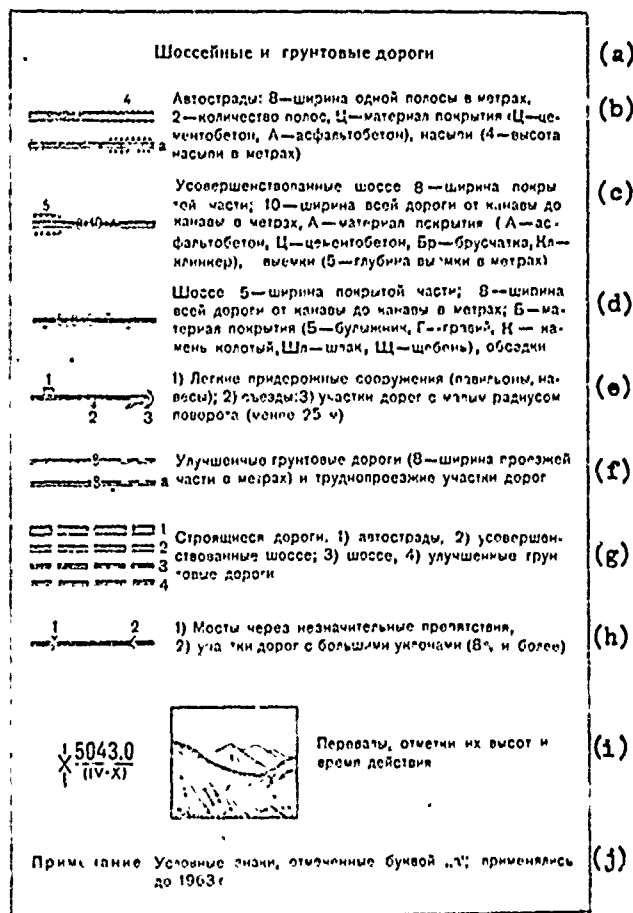 Шоссейные и грунтовые дороги (a)
4
Автострады: 8—ширина одной полосы в метрах, (b)
2—количество полос, Ц—материал покрытия (Ц—це-
a ментобетон, А—асфальтобетон), насыпи (4—высота
насыпи в метрах)
Усовершенствованные шоссе 8—ширина покры (c)
5 той части; 10—ширина всей дороги от канавы до
канавы в метрах, А—материал покрытия (А—ас-
фальтобетон, Ц—цементобетон, Бр—брусчатка, Кл—
клинкер), выемки (5—глубина выемки в метрах)
Шоссе 5—ширина покрытой части; 8—ширина (d)
всей дороги от канавы до канавы в метрах; Б—ма-
териал покрытия (Б—булыжник, Г—гравий, К — ка-
мень колотый, Шл—шлак, Щ—щебень), обсадки
1 1) Легкие придорожные сооружения (павильоны, на- (e)
весы); 2) съезды; 3) участки дорог с малым радиусом
2 3 поворота (менее 25 м)
8 Улучшенные грунтовые дороги (8—ширина проезжей (f)
8 a части в метрах) и труднопроезжие участки дорог
1 Строящиеся дороги, 1) автострады, 2) усовершен- (g)
2 ствованные шоссе; 3) шоссе, 4) улучшенные грун
3 товые дороги
4
1 2 1) Мосты через незначительные препятствия, (h)
2) участки дорог с большими уклонами (8% и более)
5043.0 (IV-X) Перевалы, отметки их высот и (i)
время действия
Примечание Условные знаки, отмеченные буквой „а“, применялись (j)
до 1963 г